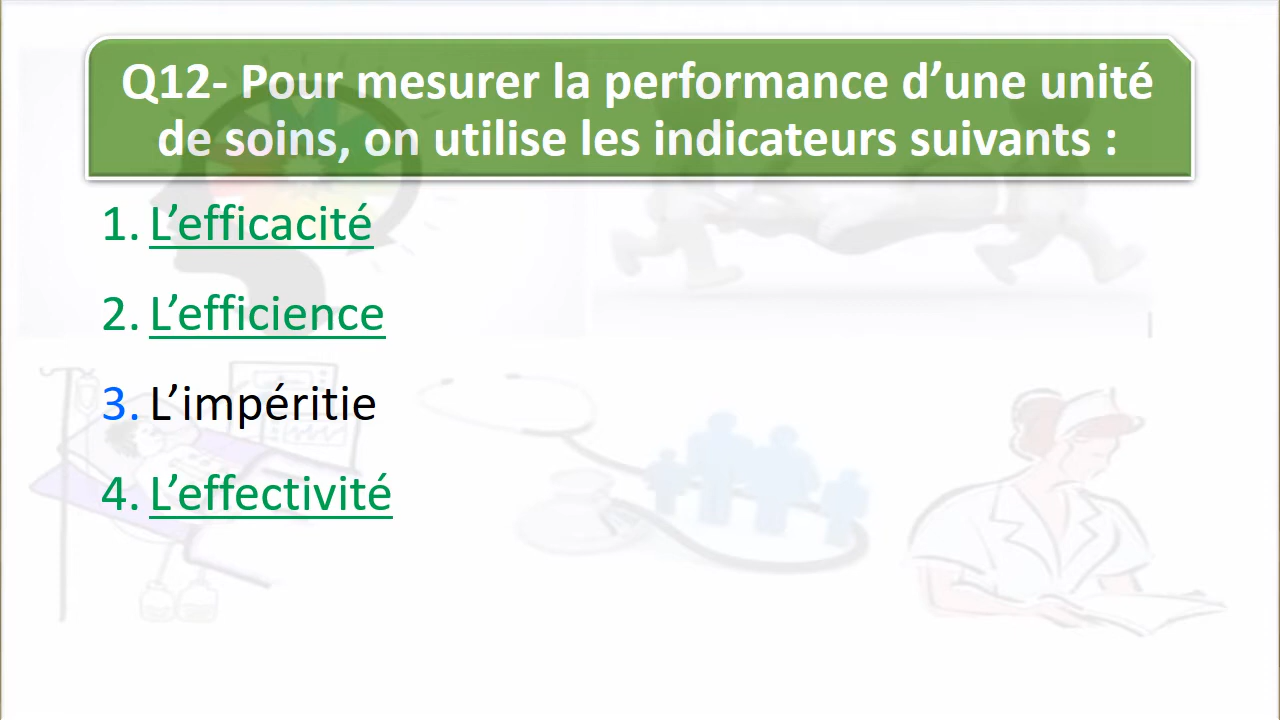 Q12- Pour mesurer la performance d’une unité
de soins, on utilise les indicateurs suivants :
1. L’efficacité
2. L’efficience
3. L’impéritie
4. L’effectivité